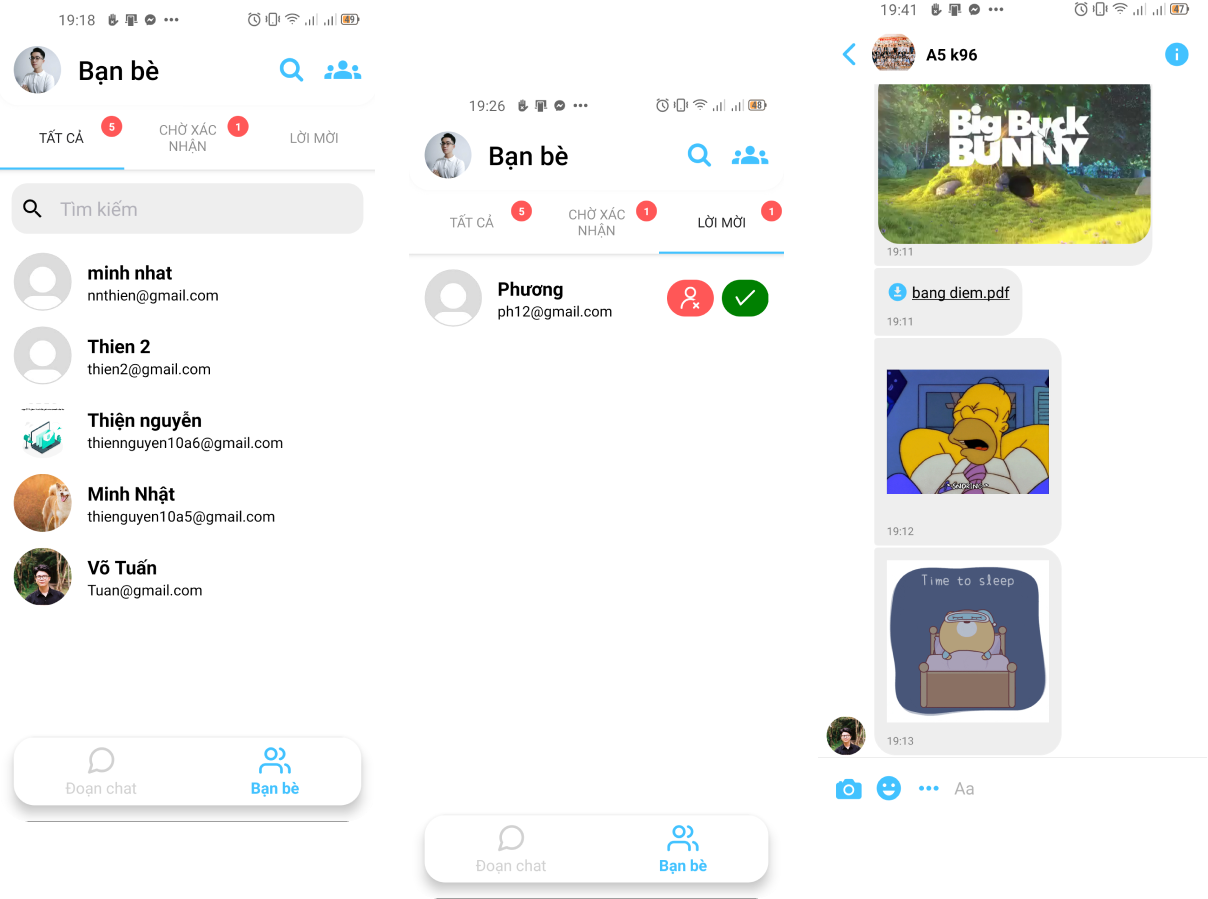 19:18
49
Bạn bè
TẤT CẢ
5
CHỜ XÁC
NHẬN
1
LỜI MỜI
Tìm kiếm
minh nhat
nnthien@gmail.com
Thien 2
thien2@gmail.com
Thiện nguyễn
thiennguyen10a6@gmail.com
Minh Nhật
thienguyen10a5@gmail.com
Võ Tuấn
Tuan@gmail.com
Đoạn chat
Bạn bè
19:26
48
Bạn bè
TẤT CẢ
5
CHỜ XÁC
NHẬN
1
LỜI MỜI
1
Phương
ph12@gmail.com
Đoạn chat
Bạn bè
19:41
47
A5 k96
Big Buck
BUNNY
19:11
bang diem.pdf
19:11
*SNORING*
19:12
Time to sleep
19:13
Aa